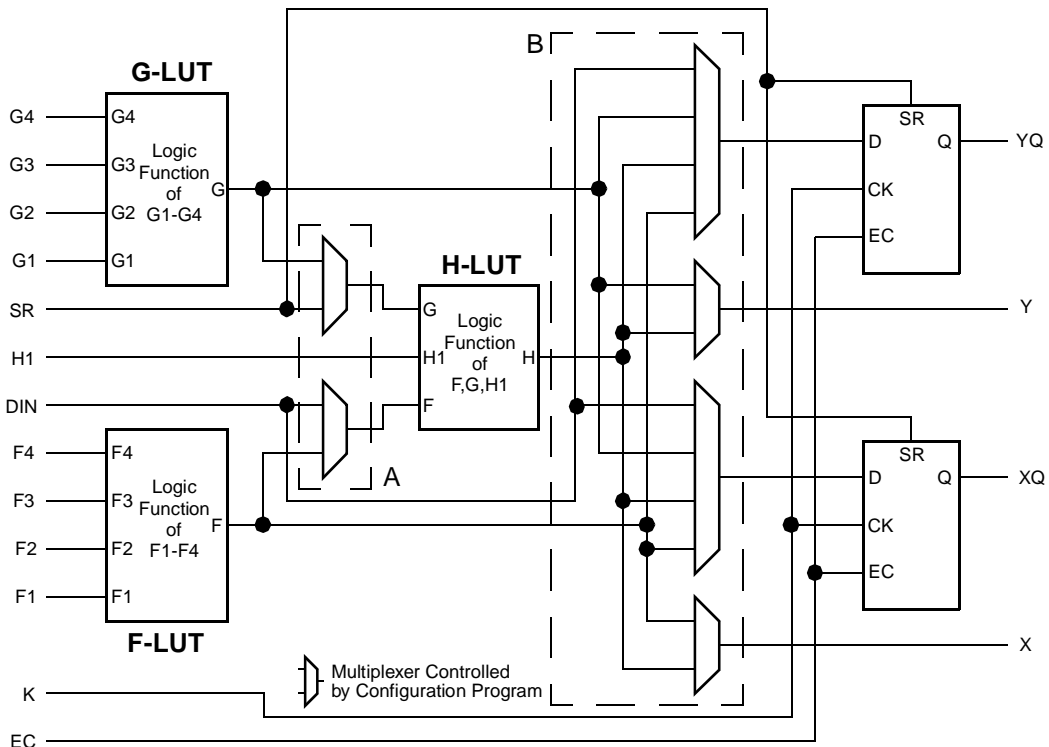 B
G-LUT
G4
G3
G2
G1
G4
G3
G2
G1
Logic
Function
of
G1-G4
G
SR
H1
DIN
H-LUT
G
H1
F
Logic
Function
of
F,G,H1
H
A
F4
F3
F2
F1
F4
F3
F2
F1
Logic
Function
of
F1-F4
F
F-LUT
SR
D
Q
CK
EC
YQ
Y
SR
D
Q
CK
EC
XQ
X
Multiplexer Controlled
by Configuration Program
K
EC